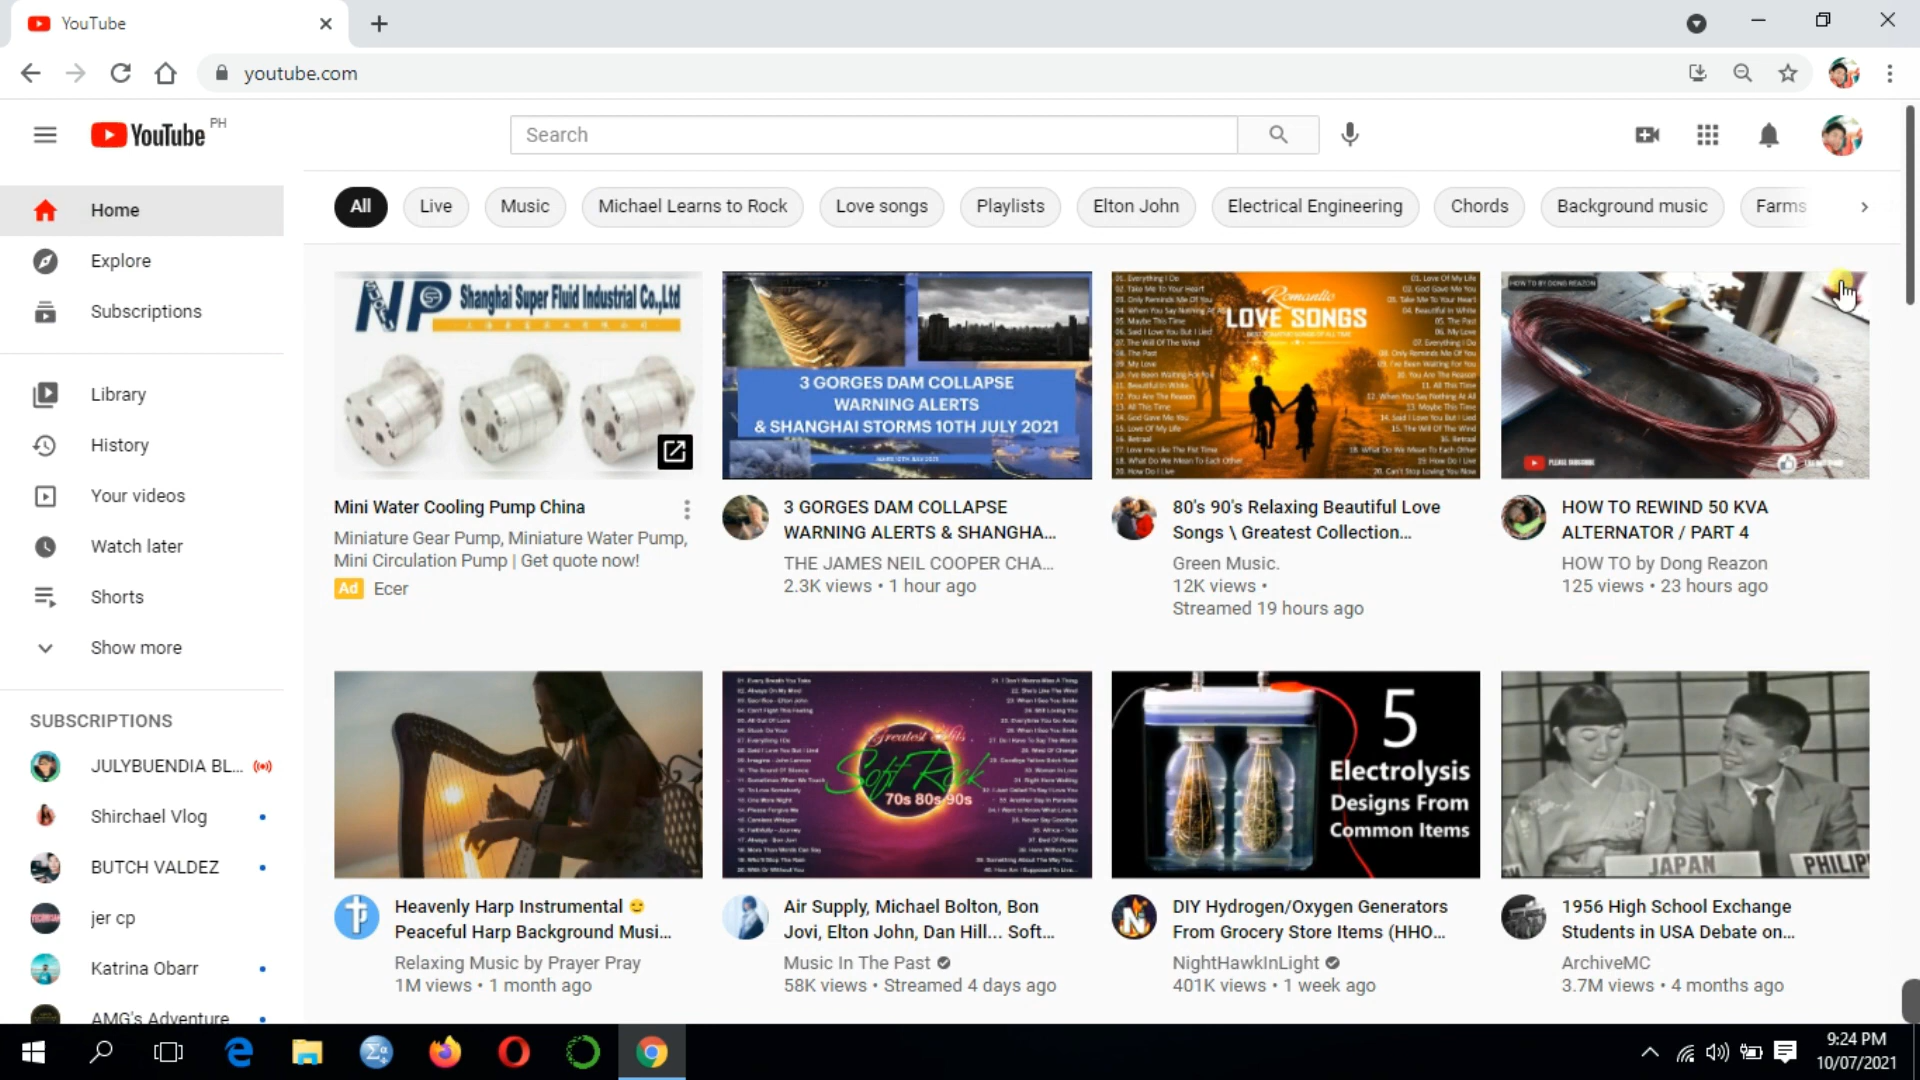 YouTube
youtube.com
YouTube PH
Search
Home
Explore
Subscriptions
Library
History
Your videos
Watch later
Shorts
Show more
SUBSCRIPTIONS
JULYBUENDIA BL...
Shirchael Vlog
BUTCH VALDEZ
jer cp
Katrina Obarr
AMG's Adventure
All
Live
Music
Michael Learns to Rock
Love songs
Playlists
Elton John
Electrical Engineering
Chords
Background music
Farms
NP Shanghai Super Fluid Industrial Co.,Ltd
Mini Water Cooling Pump China
Miniature Gear Pump, Miniature Water Pump,
Mini Circulation Pump | Get quote now!
Ad Ecer
3 GORGES DAM COLLAPSE
WARNING ALERTS
& SHANGHAI STORMS 10TH JULY 2021
3 GORGES DAM COLLAPSE
WARNING ALERTS & SHANGHA...
THE JAMES NEIL COOPER CHA...
2.3K views • 1 hour ago
Romantic
LOVE SONGS
80's 90's Relaxing Beautiful Love
Songs \ Greatest Collection...
Green Music.
12K views •
Streamed 19 hours ago
HOW TO BY DONG REAZON
PLEASE SUBSCRIBE
HOW TO REWIND 50 KVA
ALTERNATOR / PART 4
HOW TO by Dong Reazon
125 views • 23 hours ago
Heavenly Harp Instrumental 😌
Peaceful Harp Background Musi...
Relaxing Music by Prayer Pray
1M views • 1 month ago
Greatest Hits
Soft Rock
70s 80s 90s
Air Supply, Michael Bolton, Bon
Jovi, Elton John, Dan Hill... Soft...
Music In The Past
58K views • Streamed 4 days ago
5
Electrolysis
Designs From
Common Items
DIY Hydrogen/Oxygen Generators
From Grocery Store Items (HHO...
NightHawkInLight
401K views • 1 week ago
JAPAN
PHILIP
1956 High School Exchange
Students in USA Debate on...
ArchiveMC
3.7M views • 4 months ago
9:24 PM
10/07/2021